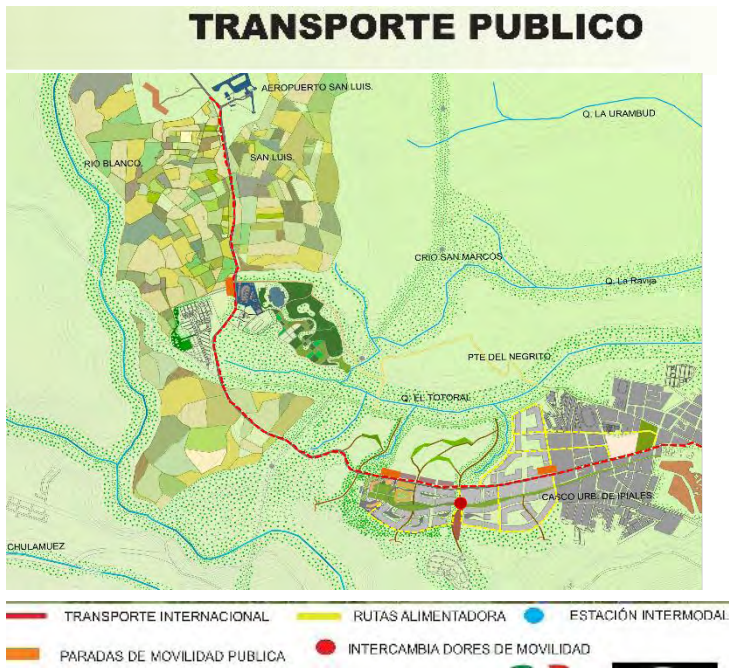 TRANSPORTE PUBLICO
AEROPUERTO SAN LUIS.
Q. LA URAMBUD
RIO BLANCO.
SAN LUIS.
CRIO SAN MARCOS
Q. La Ravija
PTE DEL NEGRITO
Q. EL TOTORAL
CASCO URB. DE IPIALES
CHULAMUEZ
TRANSPORTE INTERNACIONAL
RUTAS ALIMENTADORA
ESTACIÓN INTERMODAL
PARADAS DE MOVILIDAD PUBLICA
INTERCAMBIA DORES DE MOVILIDAD